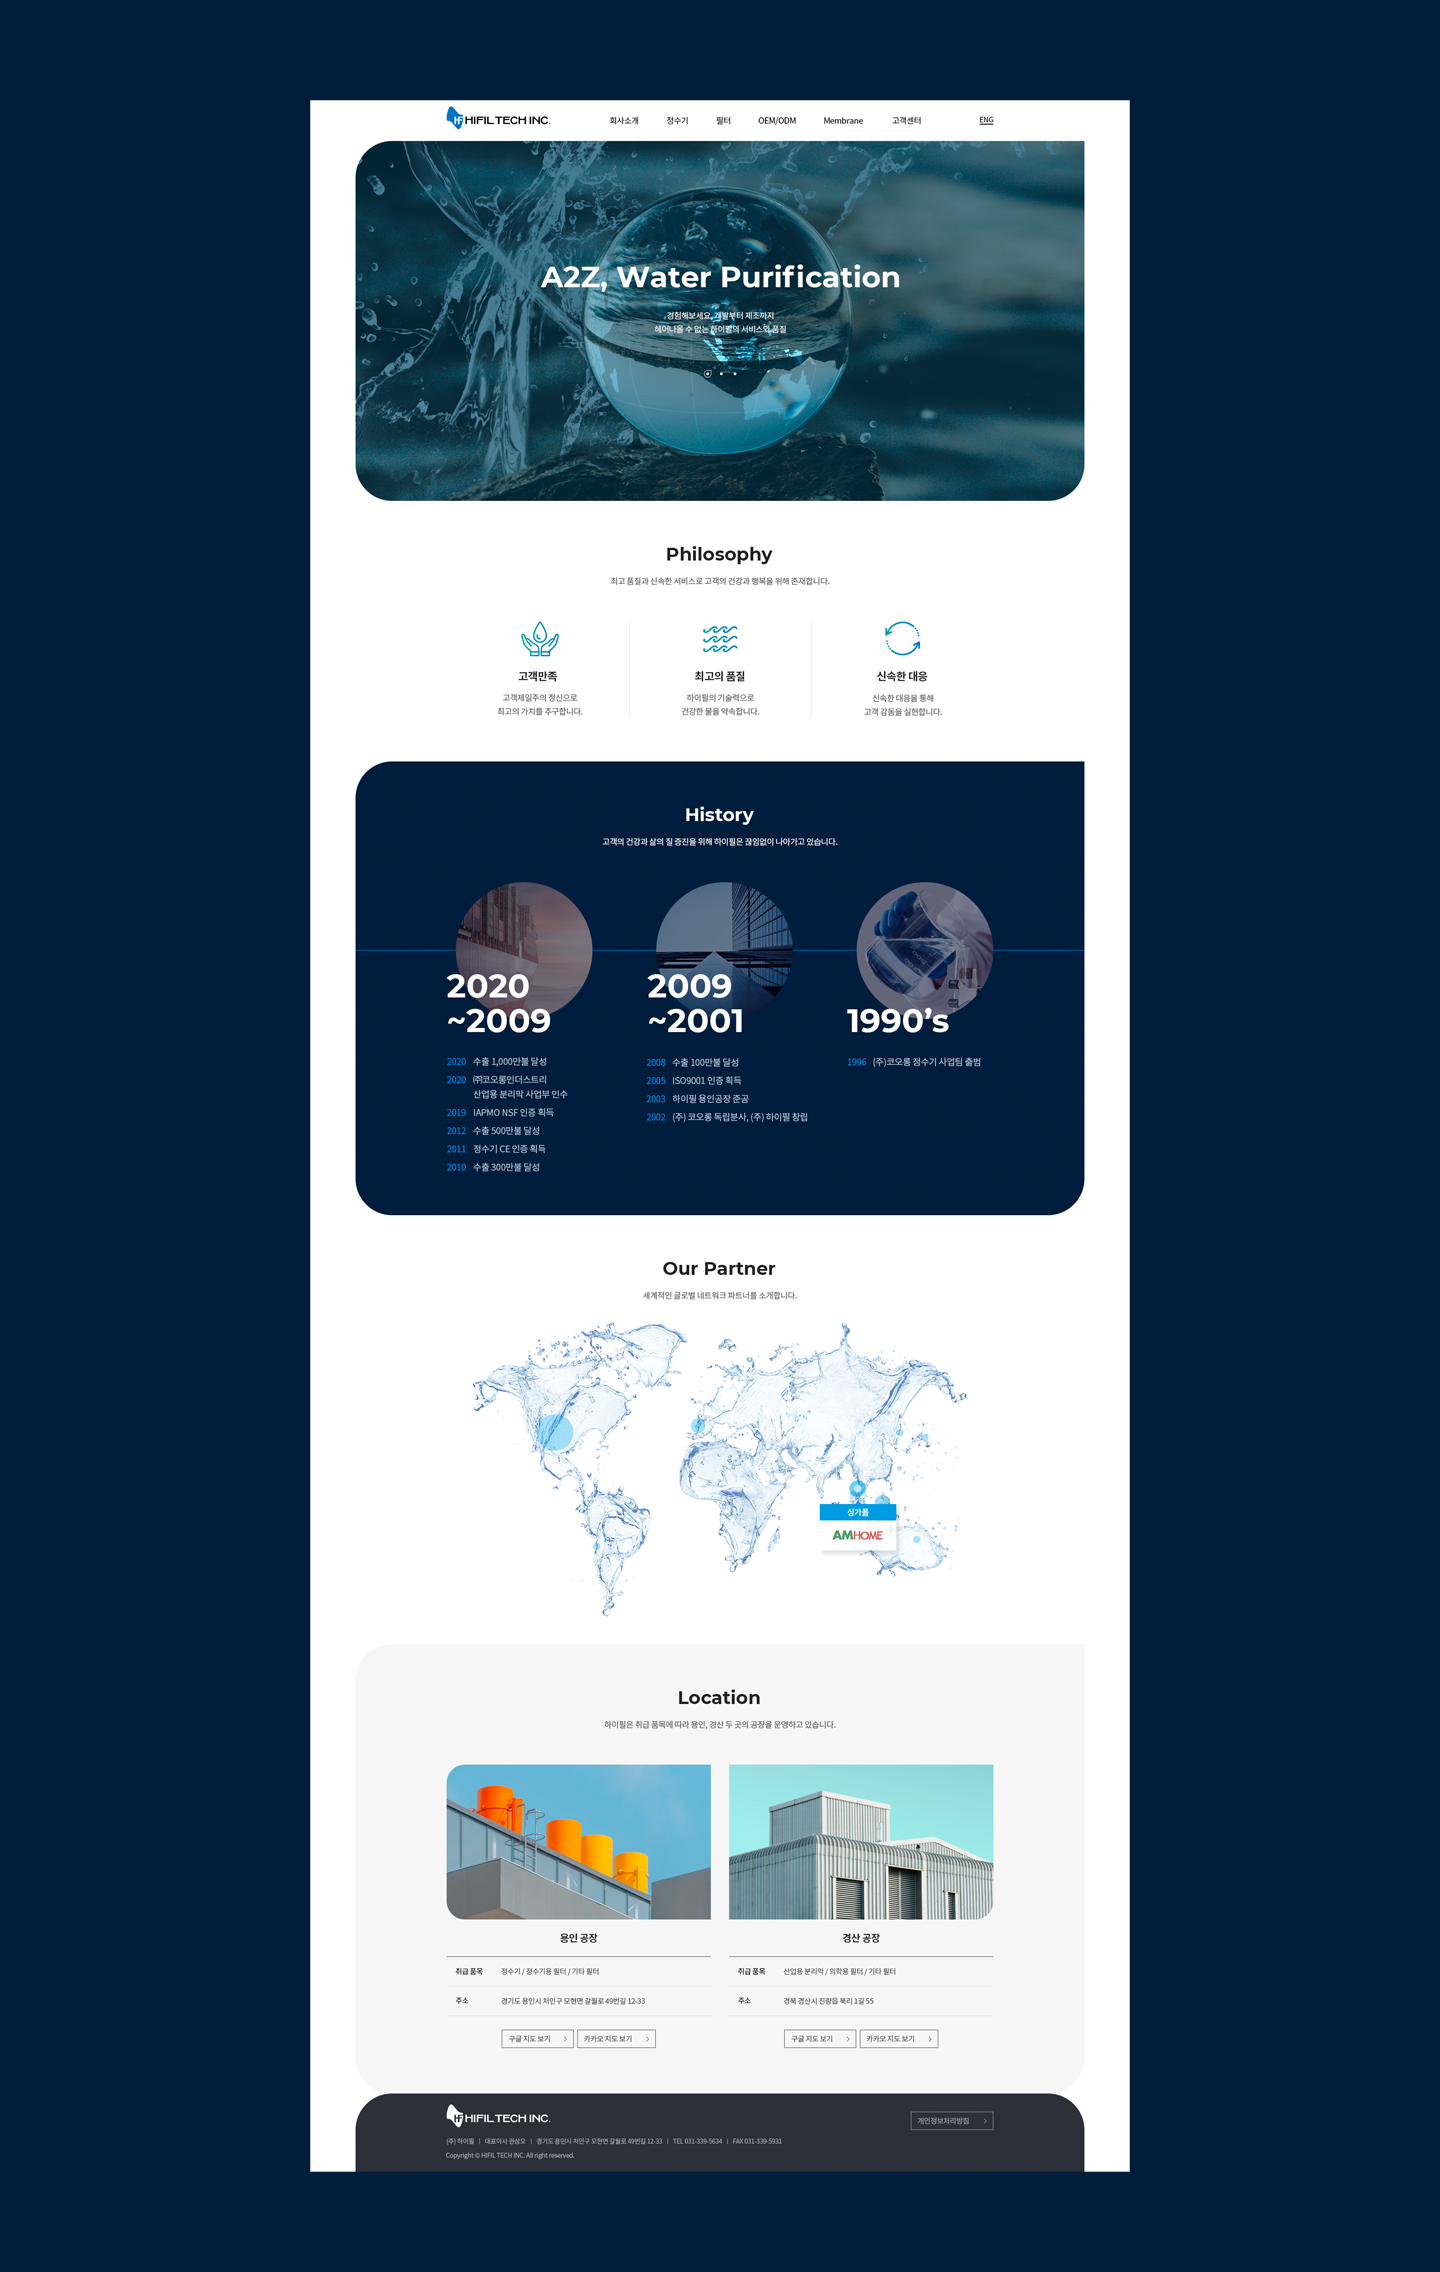 HF HIFIL TECH INC.
회사소개 정수기 필터 OEM/ODM Membrane 고객센터 ENG
A2Z, Water Purification
경험해보세요, 개발부터 제조까지
헤어나올 수 없는 하이필의 서비스와 품질
Philosophy
최고 품질과 신속한 서비스로 고객의 건강과 행복을 위해 존재합니다.
고객만족
고객제일주의 정신으로
최고의 가치를 추구합니다.
최고의 품질
하이필의 기술력으로
건강한 물을 약속합니다.
신속한 대응
신속한 대응을 통해
고객 감동을 실현합니다.
History
고객의 건강과 삶의 질 증진을 위해 하이필은 끊임없이 나아가고 있습니다.
2020
~2009
2020 수출 1,000만불 달성
2020 ㈜코오롱인더스트리
산업용 분리막 사업부 인수
2019 IAPMO NSF 인증 획득
2012 수출 500만불 달성
2011 정수기 CE 인증 획득
2010 수출 300만불 달성
2009
~2001
2008 수출 100만불 달성
2005 ISO9001 인증 획득
2003 하이필 용인공장 준공
2002 (주) 코오롱 독립분사, (주) 하이필 창립
1990's
1996 (주)코오롱 정수기 사업팀 출범
Our Partner
세계적인 글로벌 네트워크 파트너를 소개합니다.
싱가폴
AMHOME
Location
하이필은 취급 품목에 따라 용인, 경산 두 곳의 공장을 운영하고 있습니다.
용인 공장
취급 품목 정수기 / 정수기용 필터 / 기타 필터
주소 경기도 용인시 처인구 모현면 갈월로 49번길 12-33
구글 지도 보기 카카오 지도 보기
경산 공장
취급 품목 산업용 분리막 / 의학용 필터 / 기타 필터
주소 경북 경산시 진량읍 북리 1길 55
구글 지도 보기 카카오 지도 보기
HF HIFIL TECH INC.
개인정보처리방침
(주) 하이필 | 대표이사 권삼오 | 경기도 용인시 처인구 모현면 갈월로 49번길 12-33 | TEL 031-339-5634 | FAX 031-339-5931
Copyright © HIFIL TECH INC. All right reserved.